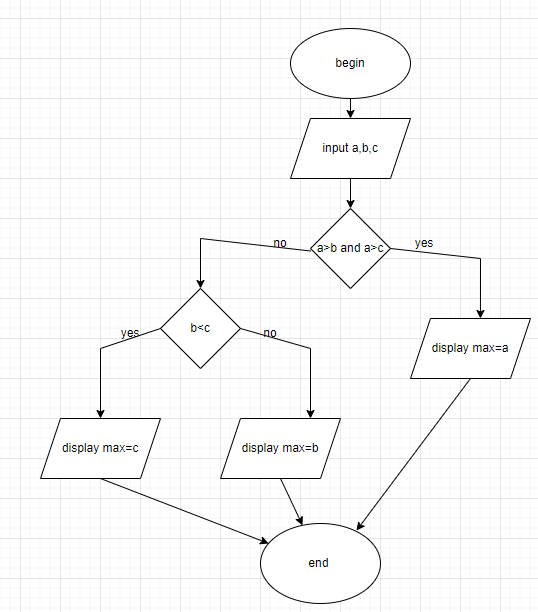 begin
input a,b,c
a>b and a>c
no
yes
b<c
yes
no
display max=a
display max=c
display max=b
end